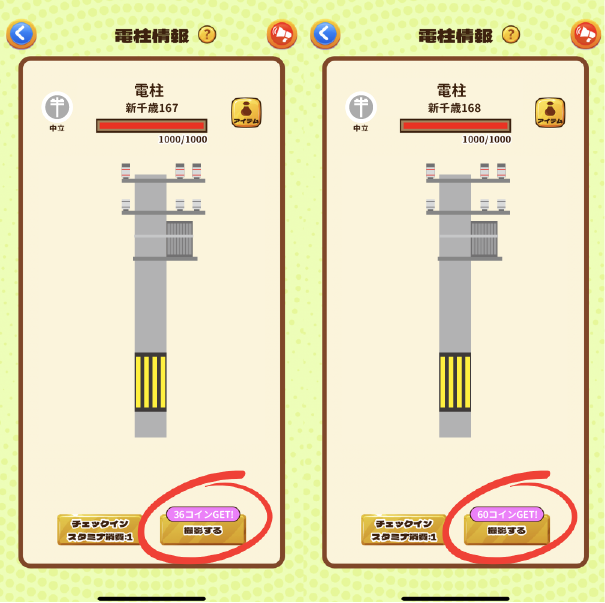 電柱情報 ?
電柱
新千歳167
中立
アイテム
1000/1000
36コインGET!
チェックイン
スタミナ消費:1
撮影する
電柱情報 ?
電柱
新千歳168
中立
アイテム
1000/1000
60コインGET!
チェックイン
スタミナ消費:1
撮影する